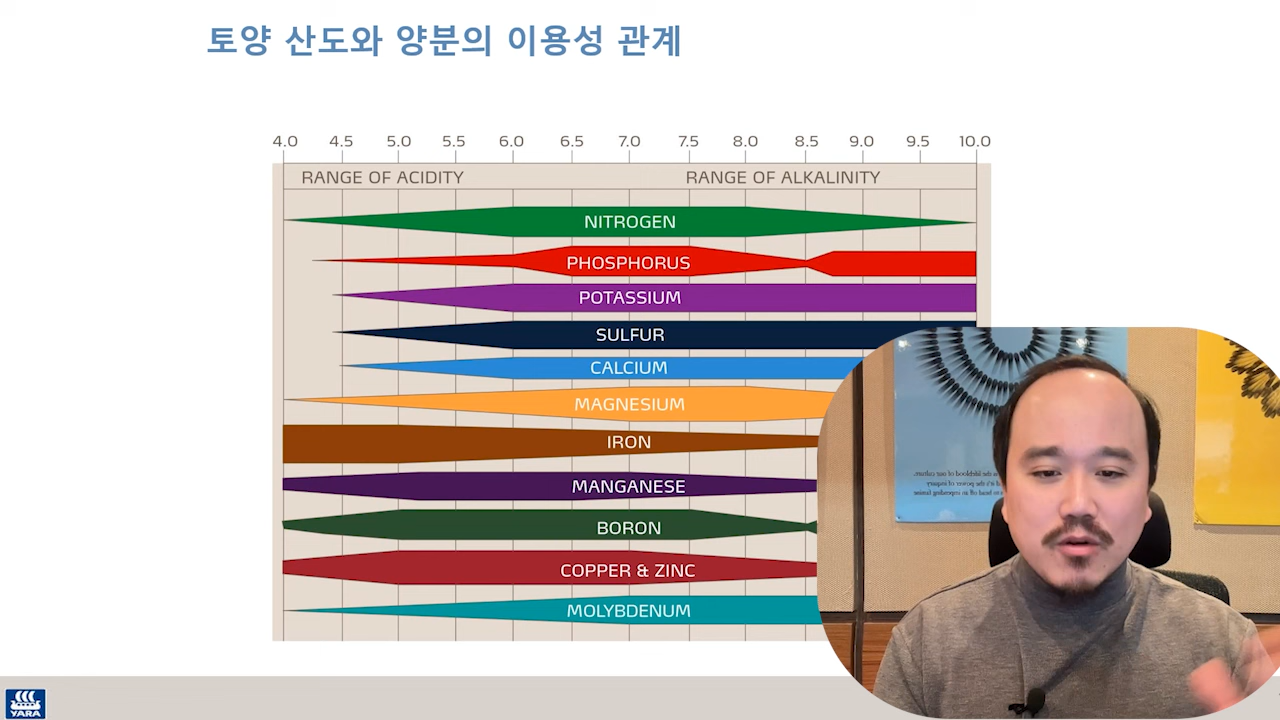 토양 산도와 양분의 이용성 관계
4.0 4.5 5.0 5.5 6.0 6.5 7.0 7.5 8.0 8.5 9.0 9.5 10.0
RANGE OF ACIDITY RANGE OF ALKALINITY
NITROGEN
PHOSPHORUS
POTASSIUM
SULFUR
CALCIUM
MAGNESIUM
IRON
MANGANESE
BORON
COPPER & ZINC
MOLYBDENUM
YARA